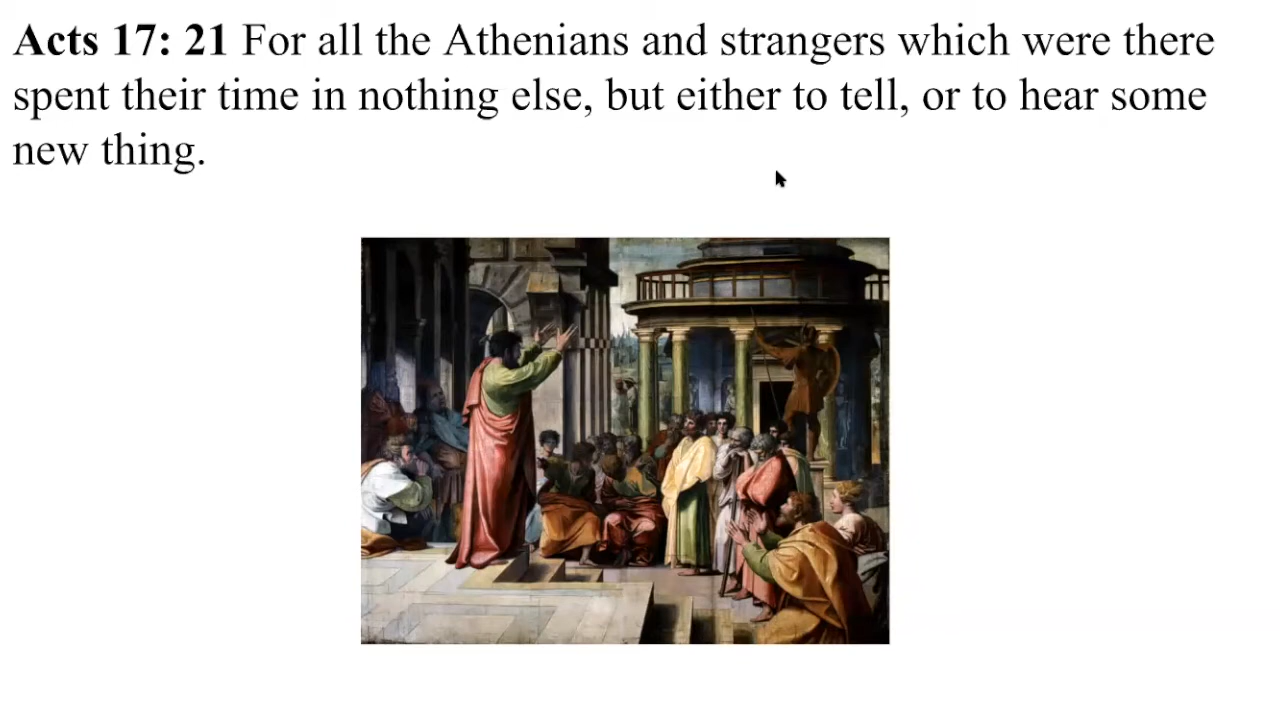 Acts 17: 21 For all the Athenians and strangers which were there
spent their time in nothing else, but either to tell, or to hear some
new thing.